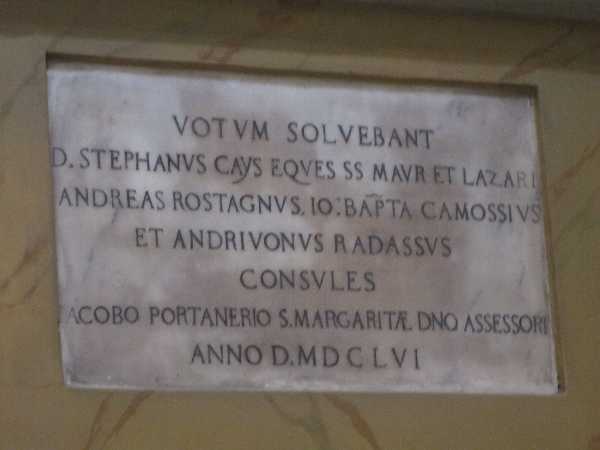 VOTVM SOLVEBANT
D. STEPHANVS CAYS EQVES SS MAVR ET LAZARI
ANDREAS ROSTAGNVS, IO: BAPTA CAMOSSIVS
ET ANDRIVONVS RADASSVS
CONSVLES
IACOBO PORTANERIO S. MARGARITÆ DNO ASSESSORE
ANNO D. MDCLVI